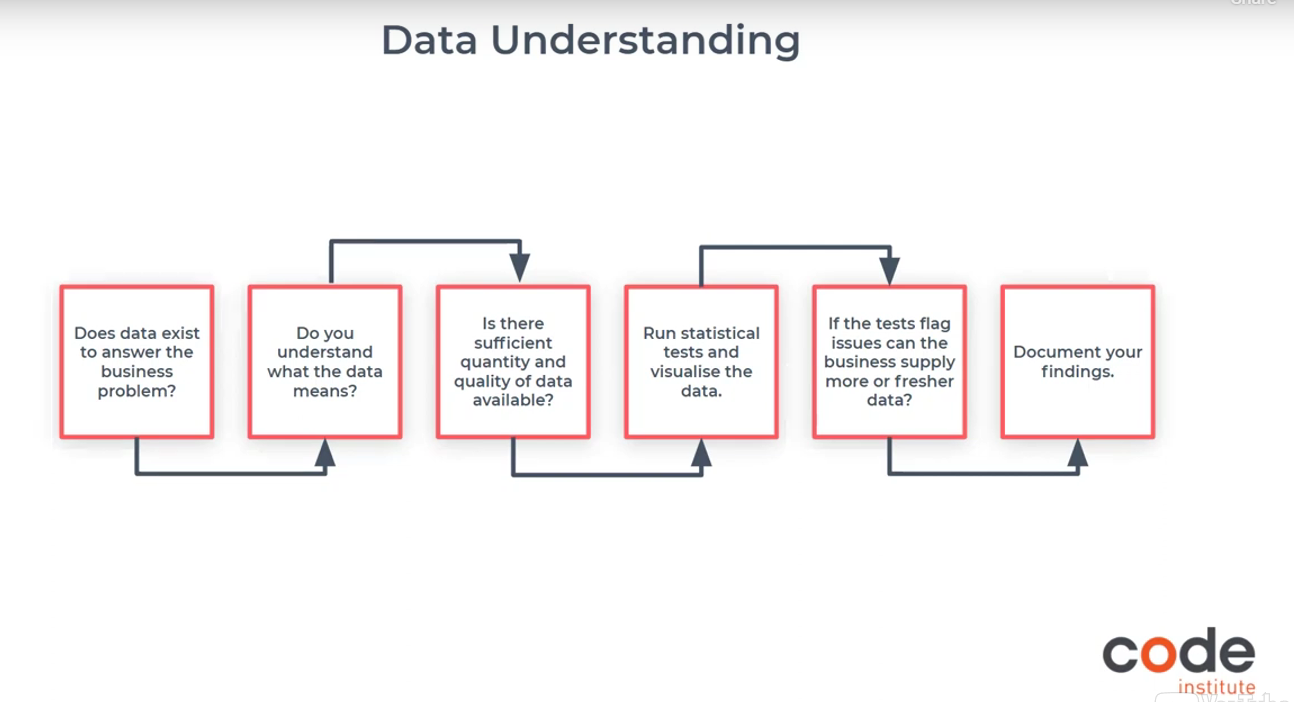 Share
Data Understanding
Does data exist
to answer the
business
problem?
Do you
understand
what the data
means?
Is there
sufficient
quantity and
quality of data
available?
Run statistical
tests and
visualise the
data.
If the tests flag
issues can the
business supply
more or fresher
data?
Document your
findings.
code
institute